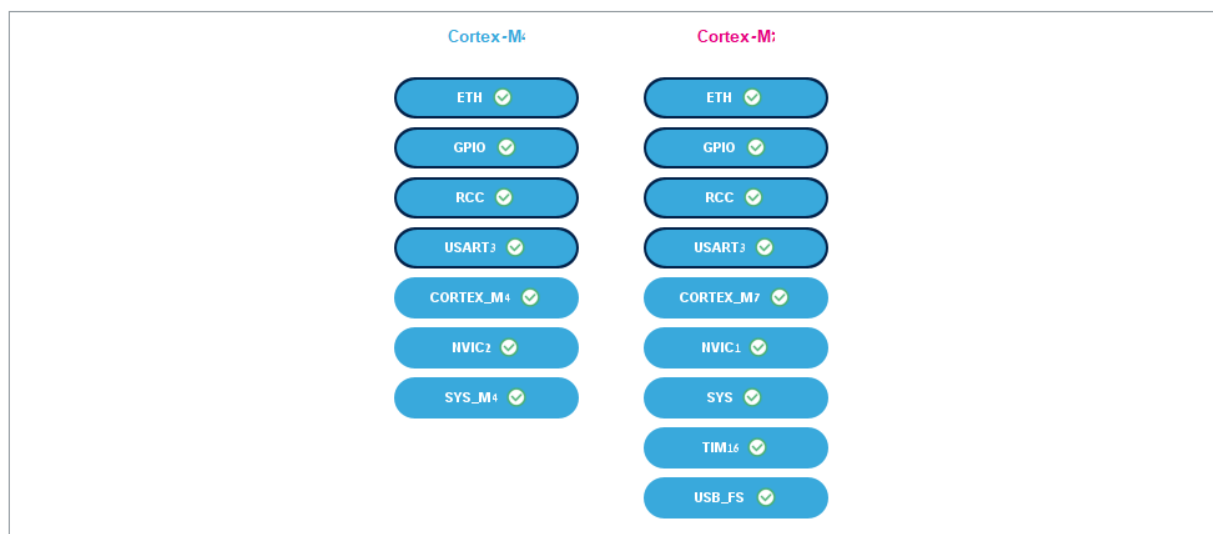 Cortex-M4 Cortex-M7
ETH ETH
GPIO GPIO
RCC RCC
USART3 USART3
CORTEX_M4 CORTEX_M7
NVIC2 NVIC1
SYS_M4 SYS
TIM16
USB_FS